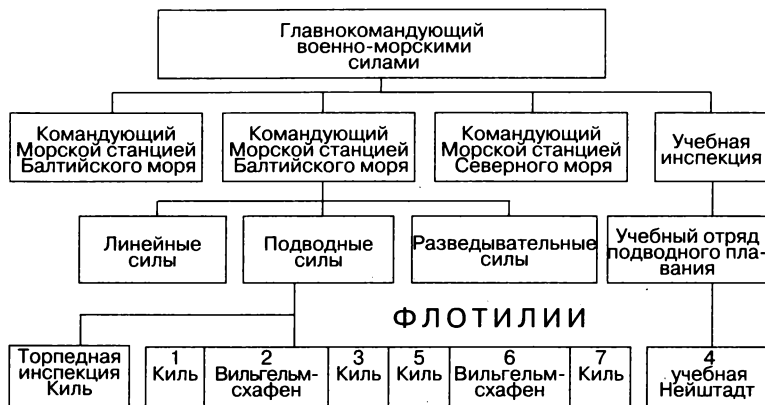 Главнокомандующий
военно-морскими
силами
Командующий
Морской станцией
Балтийского моря
Командующий
Морской станцией
Балтийского моря
Командующий
Морской станцией
Северного моря
Учебная
инспекция
Линейные
силы
Подводные
силы
Разведывательные
силы
Учебный отряд
подводного пла-
вания
ФЛОТИЛИИ
Торпедная
инспекция
Киль
1
Киль
2
Вильгельм-
схафен
3
Киль
5
Киль
6
Вильгельм-
схафен
7
Киль
4
учебная
Нейштадт